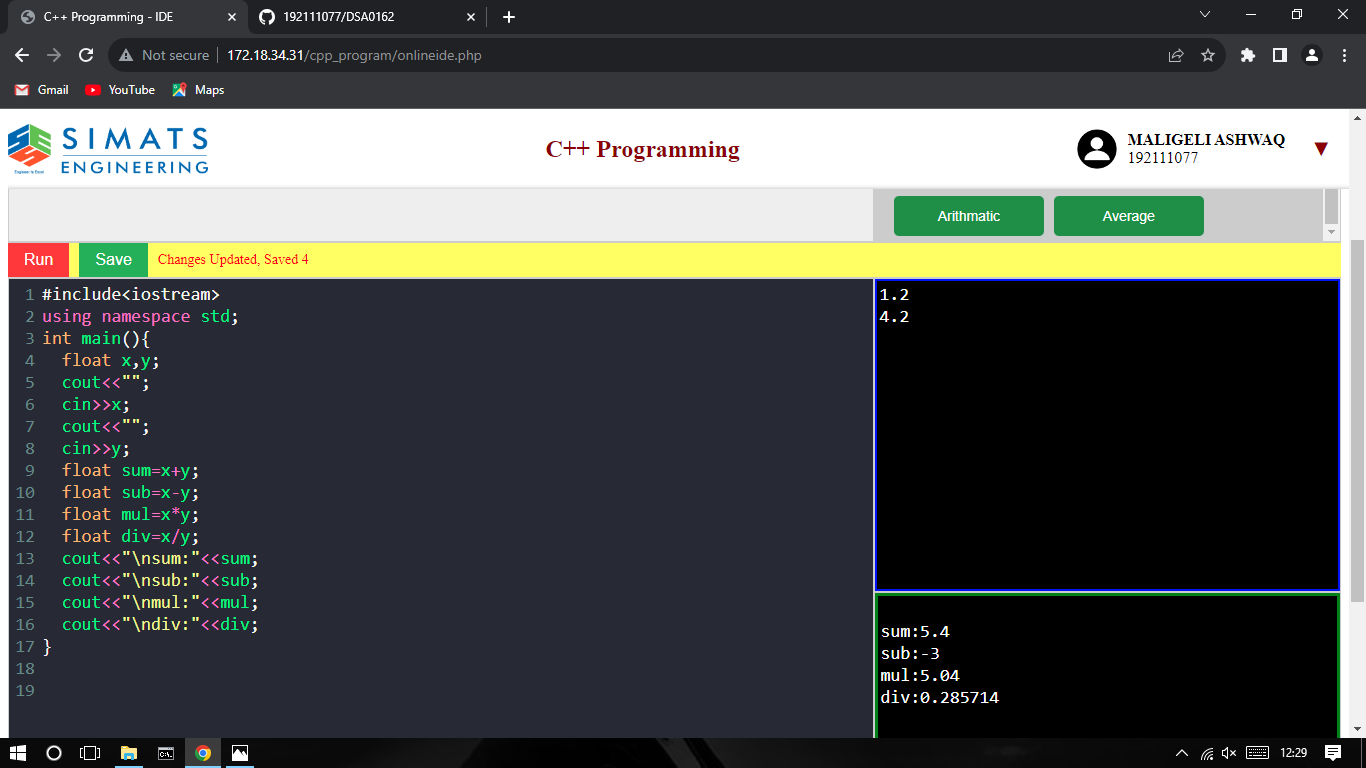 C++ Programming - IDE
192111077/DSA0162
Not secure
172.18.34.31/cpp_program/onlineide.php
Gmail
YouTube
Maps
SIMATS
ENGINEERING
Engineer to Excel
C++ Programming
MALIGELI ASHWAQ
192111077
Arithmatic
Average
Run
Save
Changes Updated, Saved 4
1 #include<iostream>
2 using namespace std;
3 int main(){
4   float x,y;
5   cout<<"";
6   cin>>x;
7   cout<<"";
8   cin>>y;
9   float sum=x+y;
10   float sub=x-y;
11   float mul=x*y;
12   float div=x/y;
13   cout<<"\nsum:"<<sum;
14   cout<<"\nsub:"<<sub;
15   cout<<"\nmul:"<<mul;
16   cout<<"\ndiv:"<<div;
17 }
18
19
1.2
4.2
sum:5.4
sub:-3
mul:5.04
div:0.285714
12:29